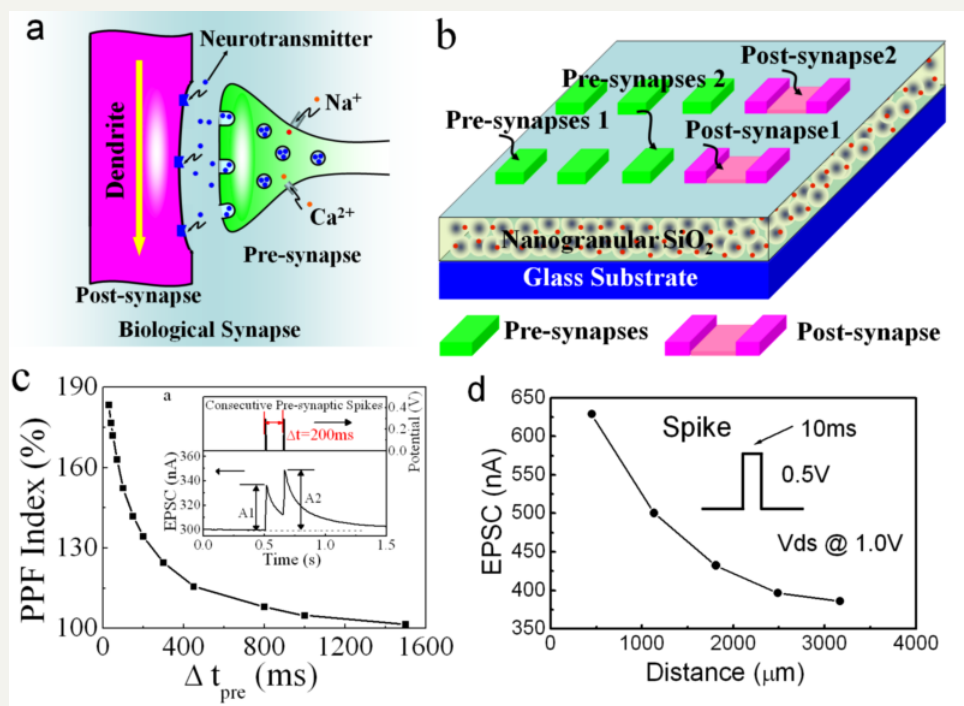 a
Neurotransmitter
Na+
Dendrite
Ca2+
Pre-synapse
Post-synapse
Biological Synapse
b
Post-synapse2
Pre-synapses 2
Pre-synapses 1
Post-synapse1
Nanogranular SiO2
Glass Substrate
Pre-synapses
Post-synapse
c
PPF Index (%)
190
160
130
100
0
400
800
1200
1600
Δ tpre (ms)
a
Consecutive Pre-synaptic Spikes
Δt=200ms
0.4
0.2
0.0
Potential (V)
EPSC (nA)
360
340
320
300
A1
A2
0.0
0.5
1.0
1.5
Time (s)
d
EPSC (nA)
650
600
550
500
450
400
350
0
1000
2000
3000
4000
Distance (μm)
Spike
10ms
0.5V
Vds @ 1.0V